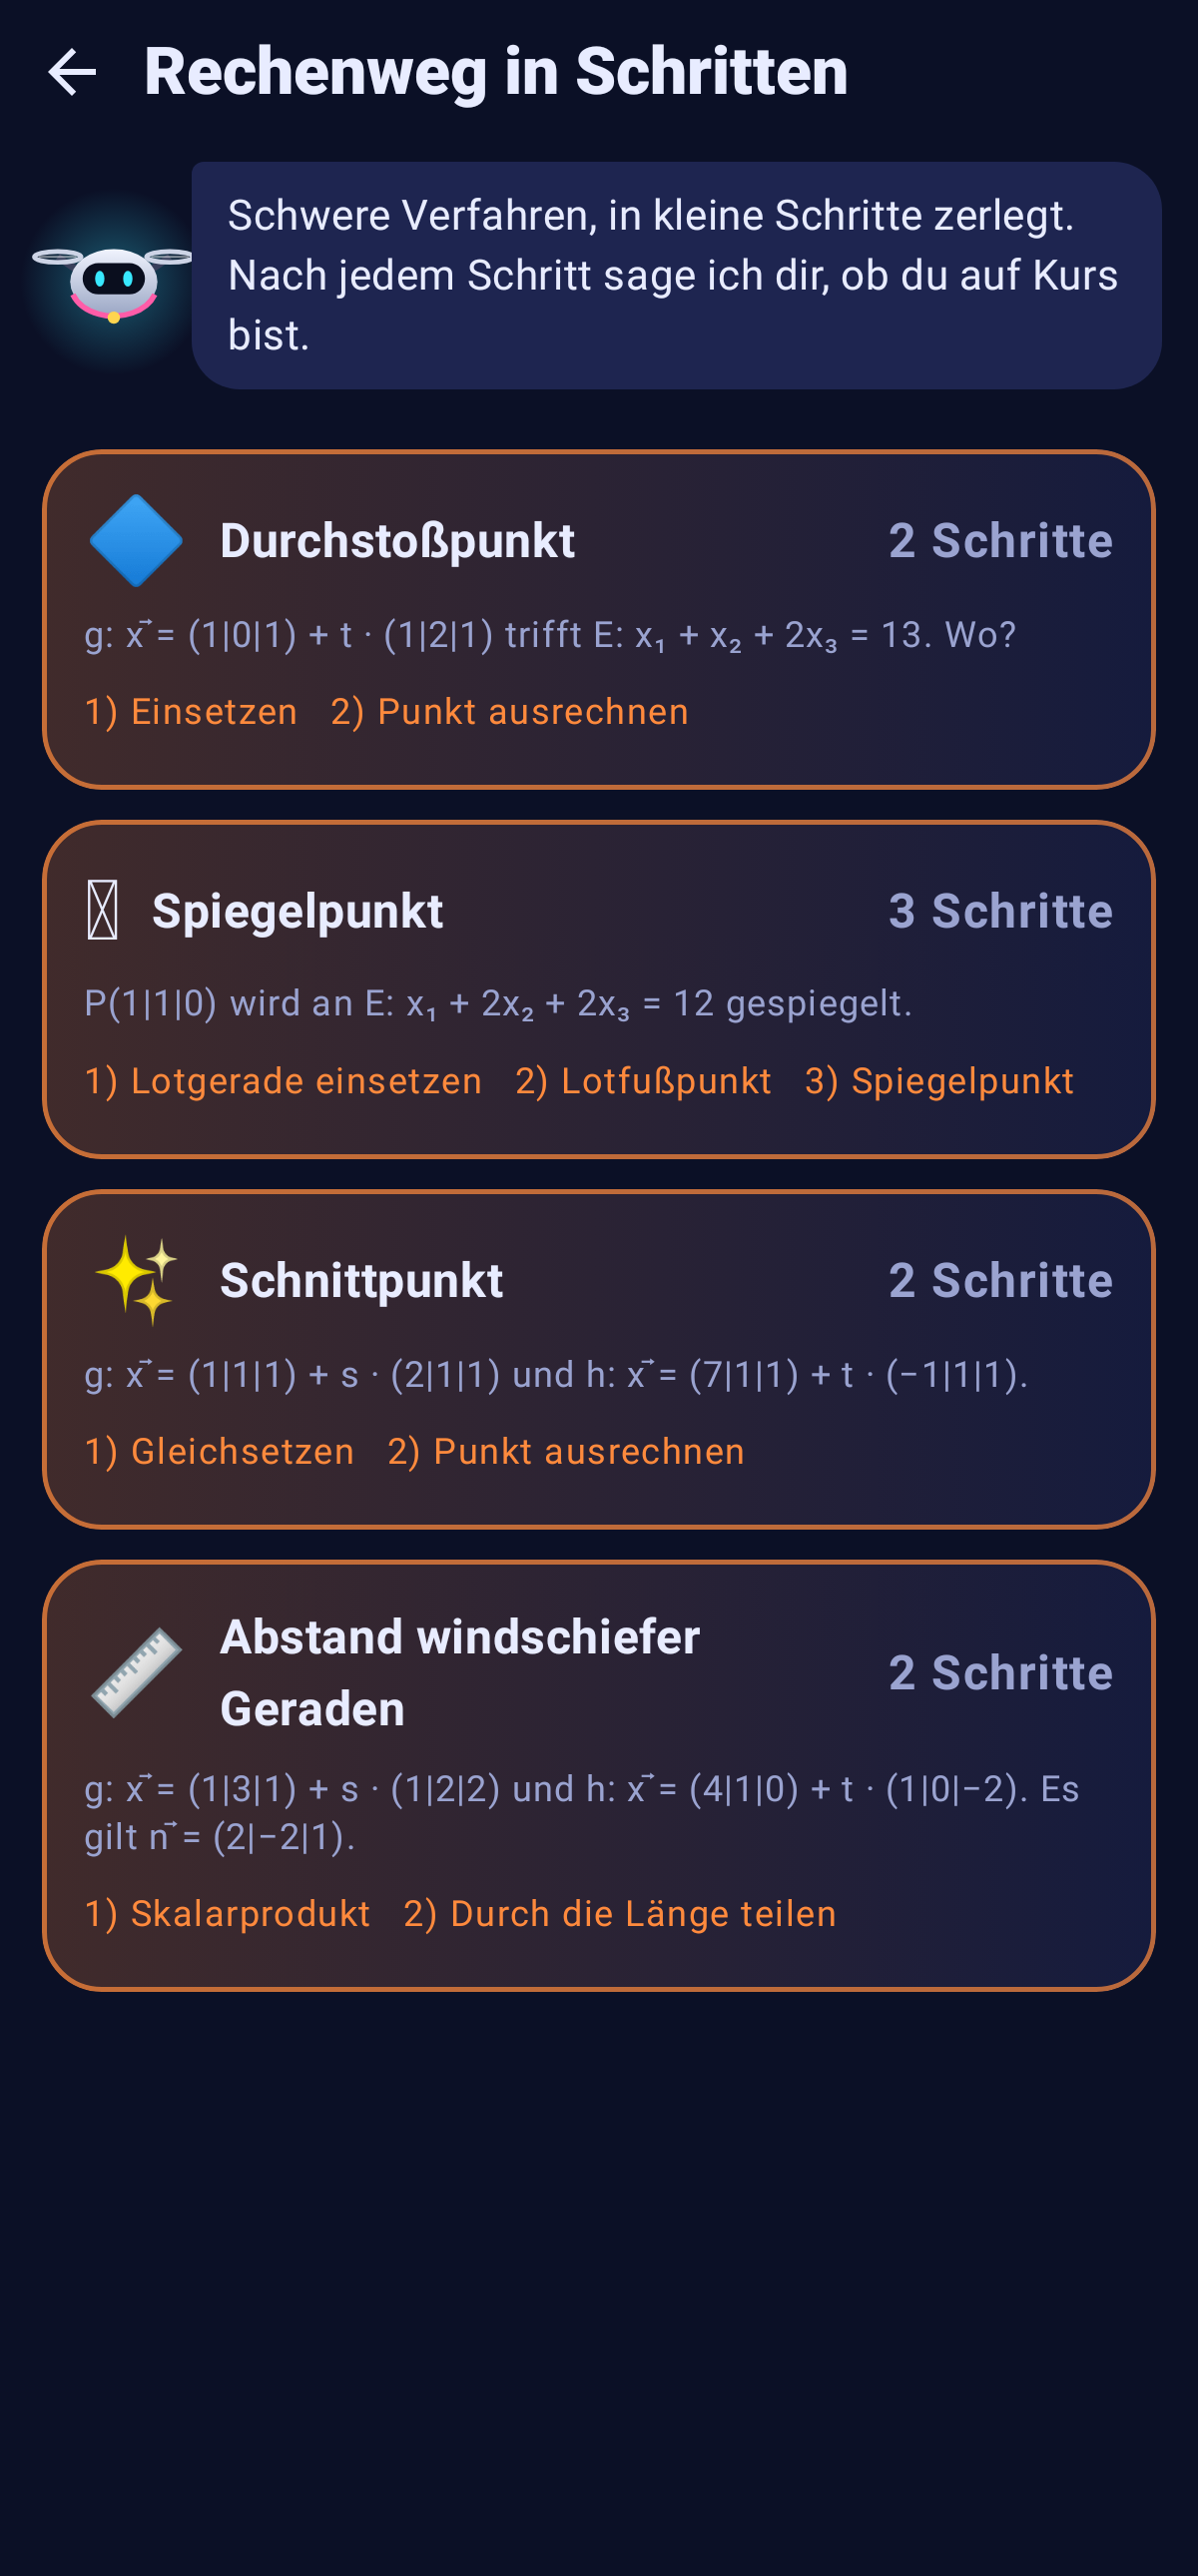 Rechenweg in Schritten
Schwere Verfahren, in kleine Schritte zerlegt.
Nach jedem Schritt sage ich dir, ob du auf Kurs
bist.
Durchstoßpunkt
2 Schritte
g: x⃗ = (1|0|1) + t · (1|2|1) trifft E: x₁ + x₂ + 2x₃ = 13. Wo?
1) Einsetzen 2) Punkt ausrechnen
Spiegelpunkt
3 Schritte
P(1|1|0) wird an E: x₁ + 2x₂ + 2x₃ = 12 gespiegelt.
1) Lotgerade einsetzen 2) Lotfußpunkt 3) Spiegelpunkt
Schnittpunkt
2 Schritte
g: x⃗ = (1|1|1) + s · (2|1|1) und h: x⃗ = (7|1|1) + t · (−1|1|1).
1) Gleichsetzen 2) Punkt ausrechnen
Abstand windschiefer
Geraden
2 Schritte
g: x⃗ = (1|3|1) + s · (1|2|2) und h: x⃗ = (4|1|0) + t · (1|0|−2). Es
gilt n⃗ = (2|−2|1).
1) Skalarprodukt 2) Durch die Länge teilen